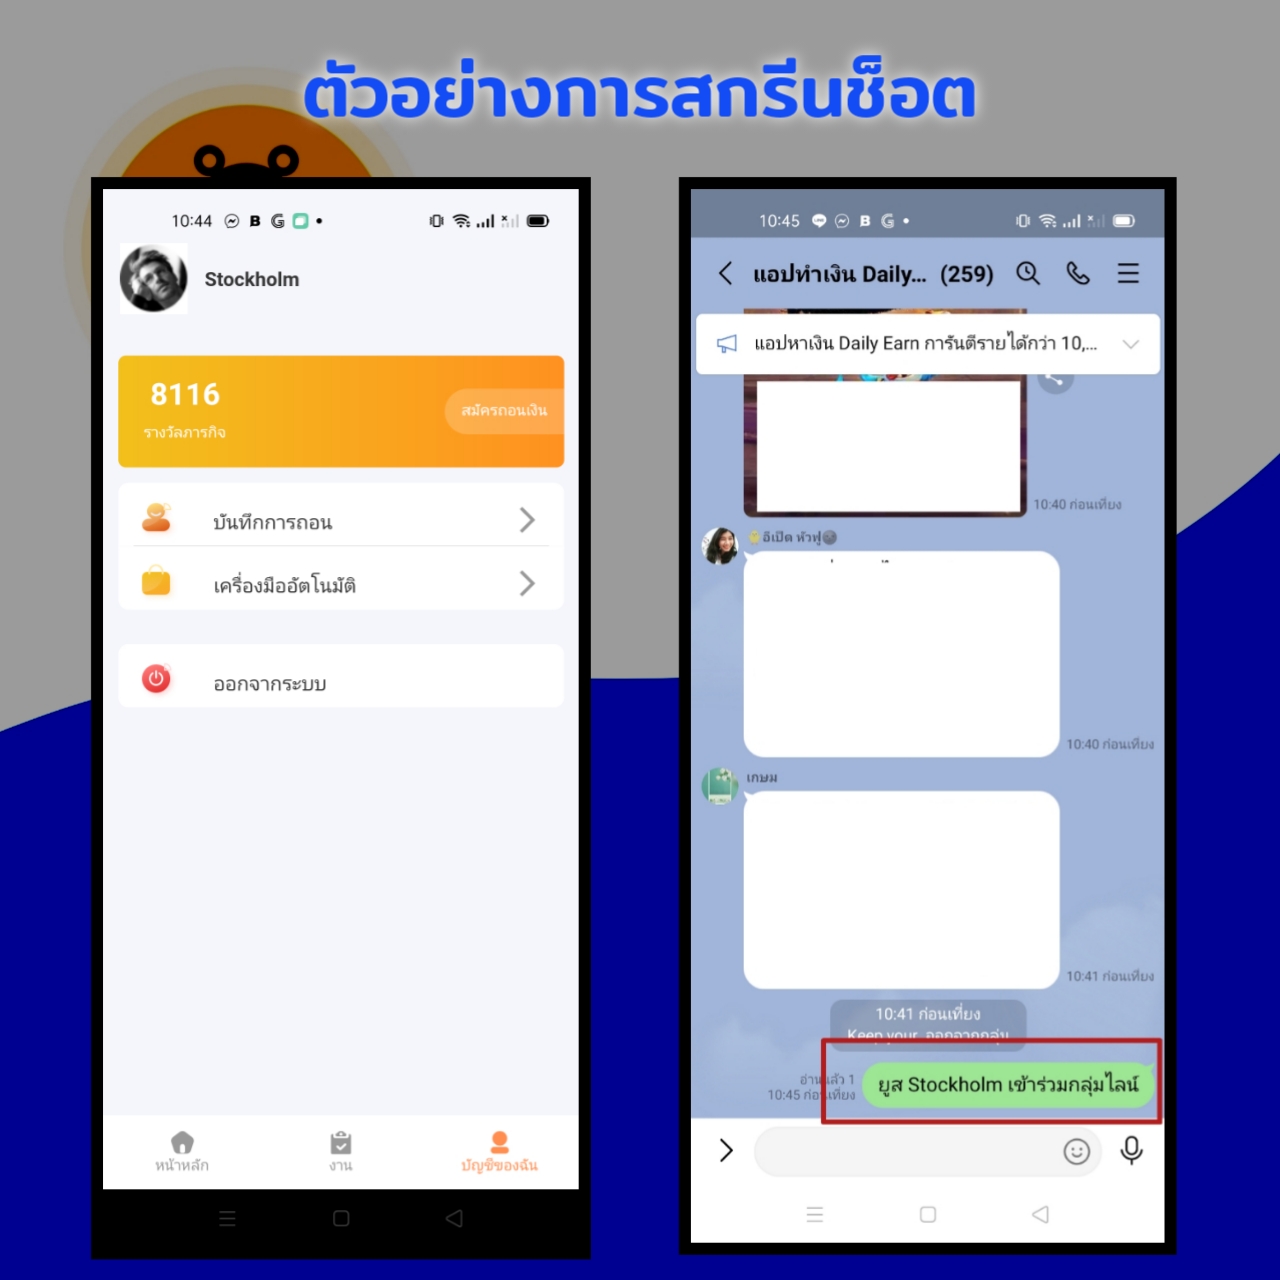 ตัวอย่างการสกรีนช็อต
10:44
Stockholm
8116
รางวัลภารกิจ
สมัครถอนเงิน
บันทึกการถอน
เครื่องมืออัตโนมัติ
ออกจากระบบ
หน้าหลัก
งาน
บัญชีของฉัน
10:45
แอปทำเงิน Daily... (259)
แอปหาเงิน Daily Earn การันตีรายได้กว่า 10,...
10:40 ก่อนเที่ยง
อิเปิด หัวฟู
10:40 ก่อนเที่ยง
เกษม
10:41 ก่อนเที่ยง
10:41 ก่อนเที่ยง
Keep your ออกจากกลุ่ม
อ่านแล้ว 1
10:45 ก่อนเที่ยง
ยูส Stockholm เข้าร่วมกลุ่มไลน์